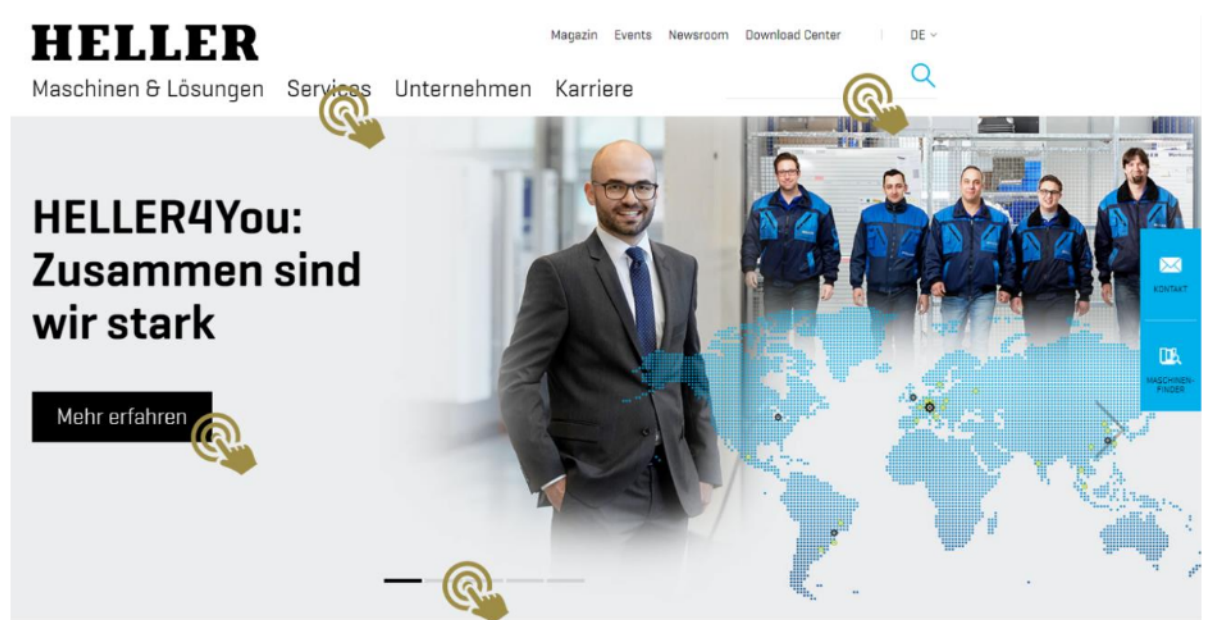 HELLER
Magazin Events Newsroom Download Center DE
Maschinen & Lösungen Services Unternehmen Karriere
HELLER4You:
Zusammen sind
wir stark
Mehr erfahren
KONTAKT
MASCHINEN-
FINDER